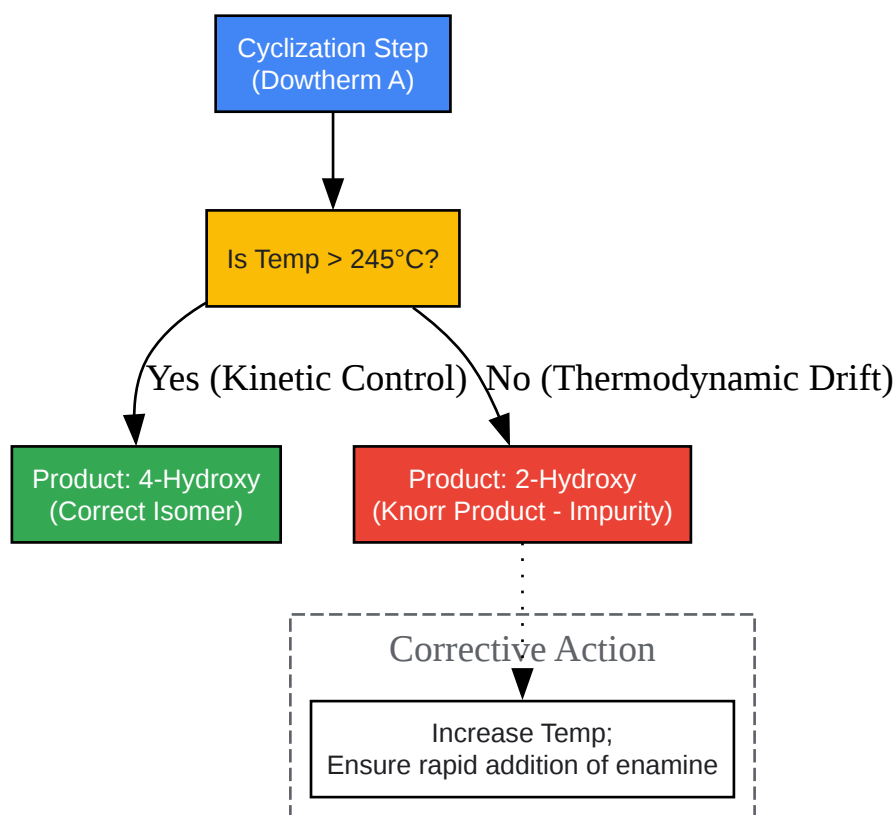 Cyclization Step
(Dowtherm A)
Is Temp > 245°C?
Yes (Kinetic Control)
No (Thermodynamic Drift)
Product: 4-Hydroxy
(Correct Isomer)
Product: 2-Hydroxy
(Knorr Product - Impurity)
Corrective Action
Increase Temp;
Ensure rapid addition of enamine